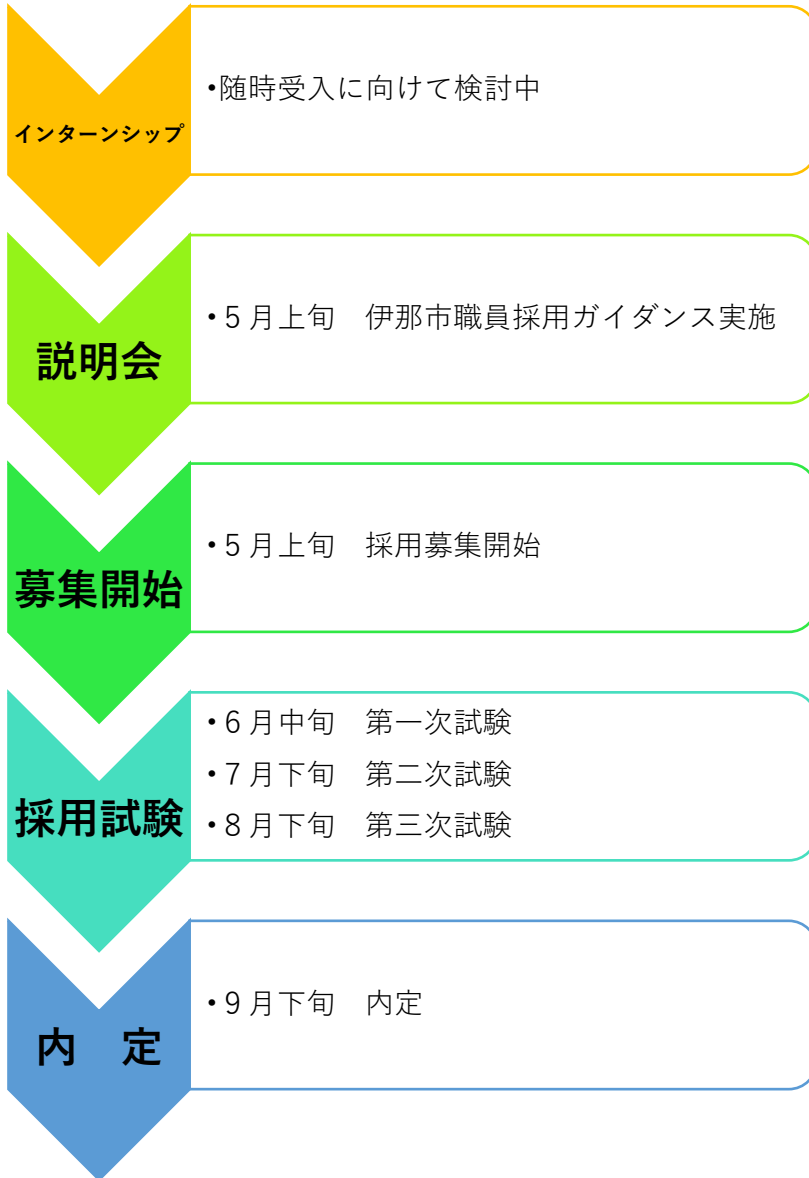 インターンシップ
•随時受入に向けて検討中
説明会
•5月上旬　伊那市職員採用ガイダンス実施
募集開始
•5月上旬　採用募集開始
採用試験
•6月中旬　第一次試験
•7月下旬　第二次試験
•8月下旬　第三次試験
内　定
•9月下旬　内定